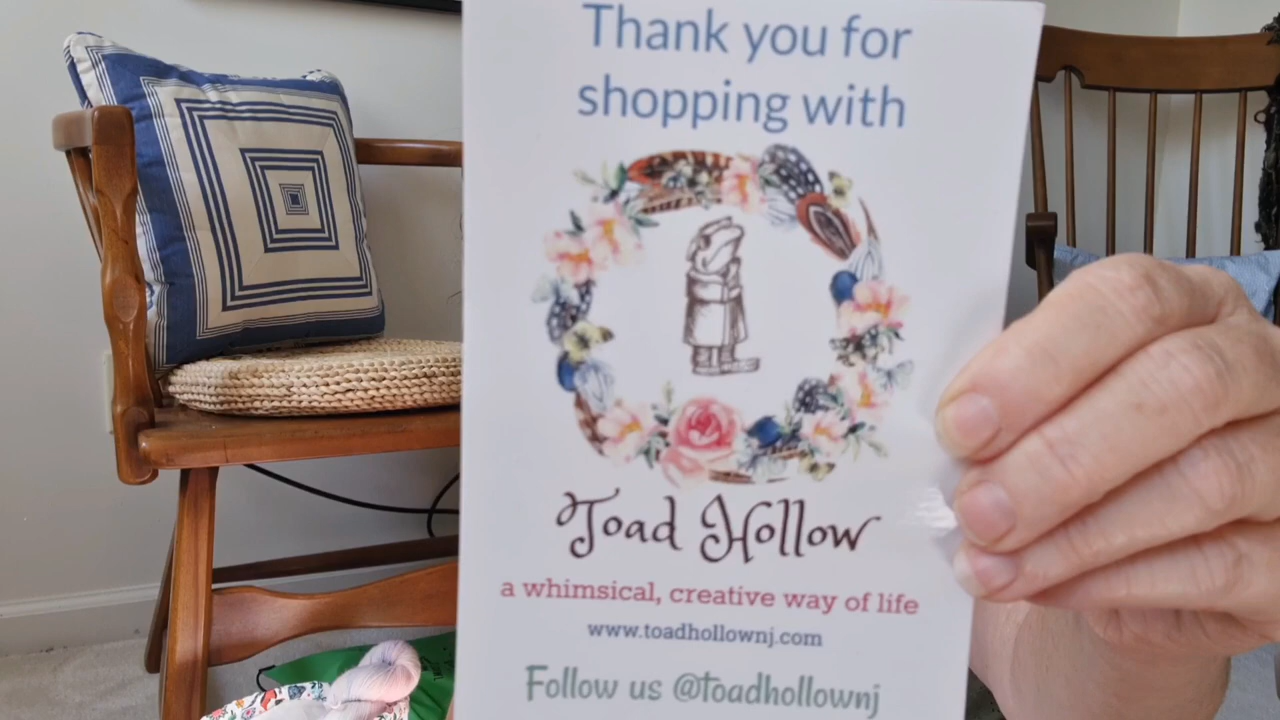 Thank you for
shopping with
Toad Hollow
a whimsical, creative way of life
www.toadhollownj.com
Follow us @toadhollownj